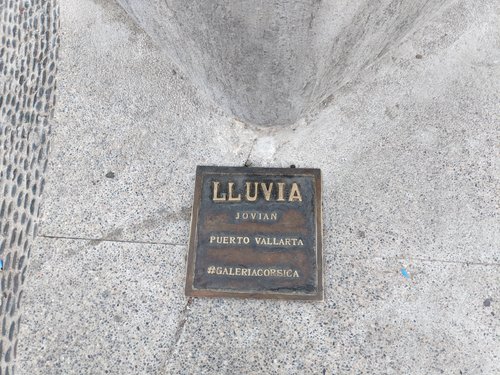 LLUVIA
JOVIAN
PUERTO VALLARTA
#GALERIACORSICA